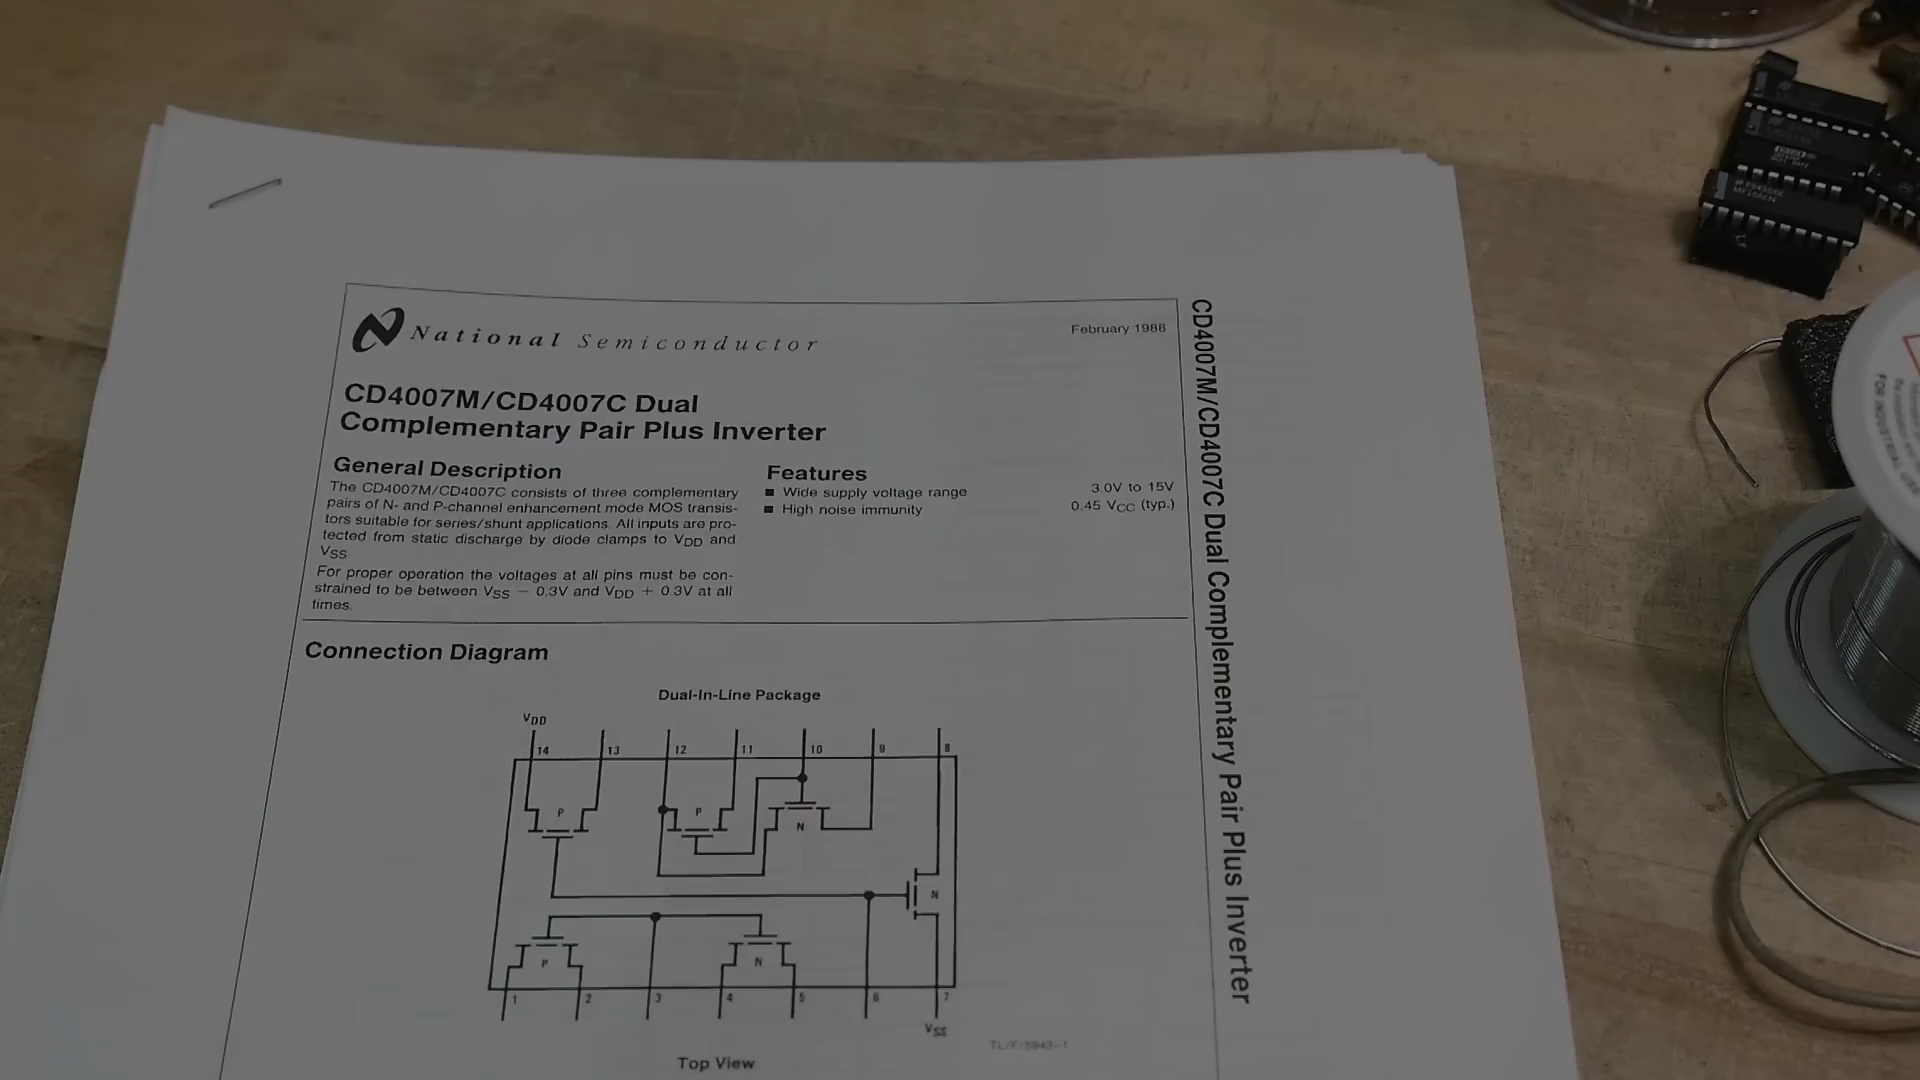 National Semiconductor
February 1988
CD4007M/CD4007C Dual
Complementary Pair Plus Inverter
General Description
The CD4007M/CD4007C consists of three complementary
pairs of N- and P-channel enhancement mode MOS transis-
tors suitable for series/shunt applications. All inputs are pro-
tected from static discharge by diode clamps to VDD and
VSS
For proper operation the voltages at all pins must be con-
strained to be between VSS − 0.3V and VDD + 0.3V at all
times.
Features
■ Wide supply voltage range 3.0V to 15V
■ High noise immunity 0.45 VCC (typ.)
Connection Diagram
Dual-In-Line Package
VDD
14 13 12 11 10 9 8
P P N
N
P N
1 2 3 4 5 6 7
VSS
TL/F/5943-1
Top View
CD4007M/CD4007C Dual Complementary Pair Plus Inverter
FOR INDUSTRIAL USE